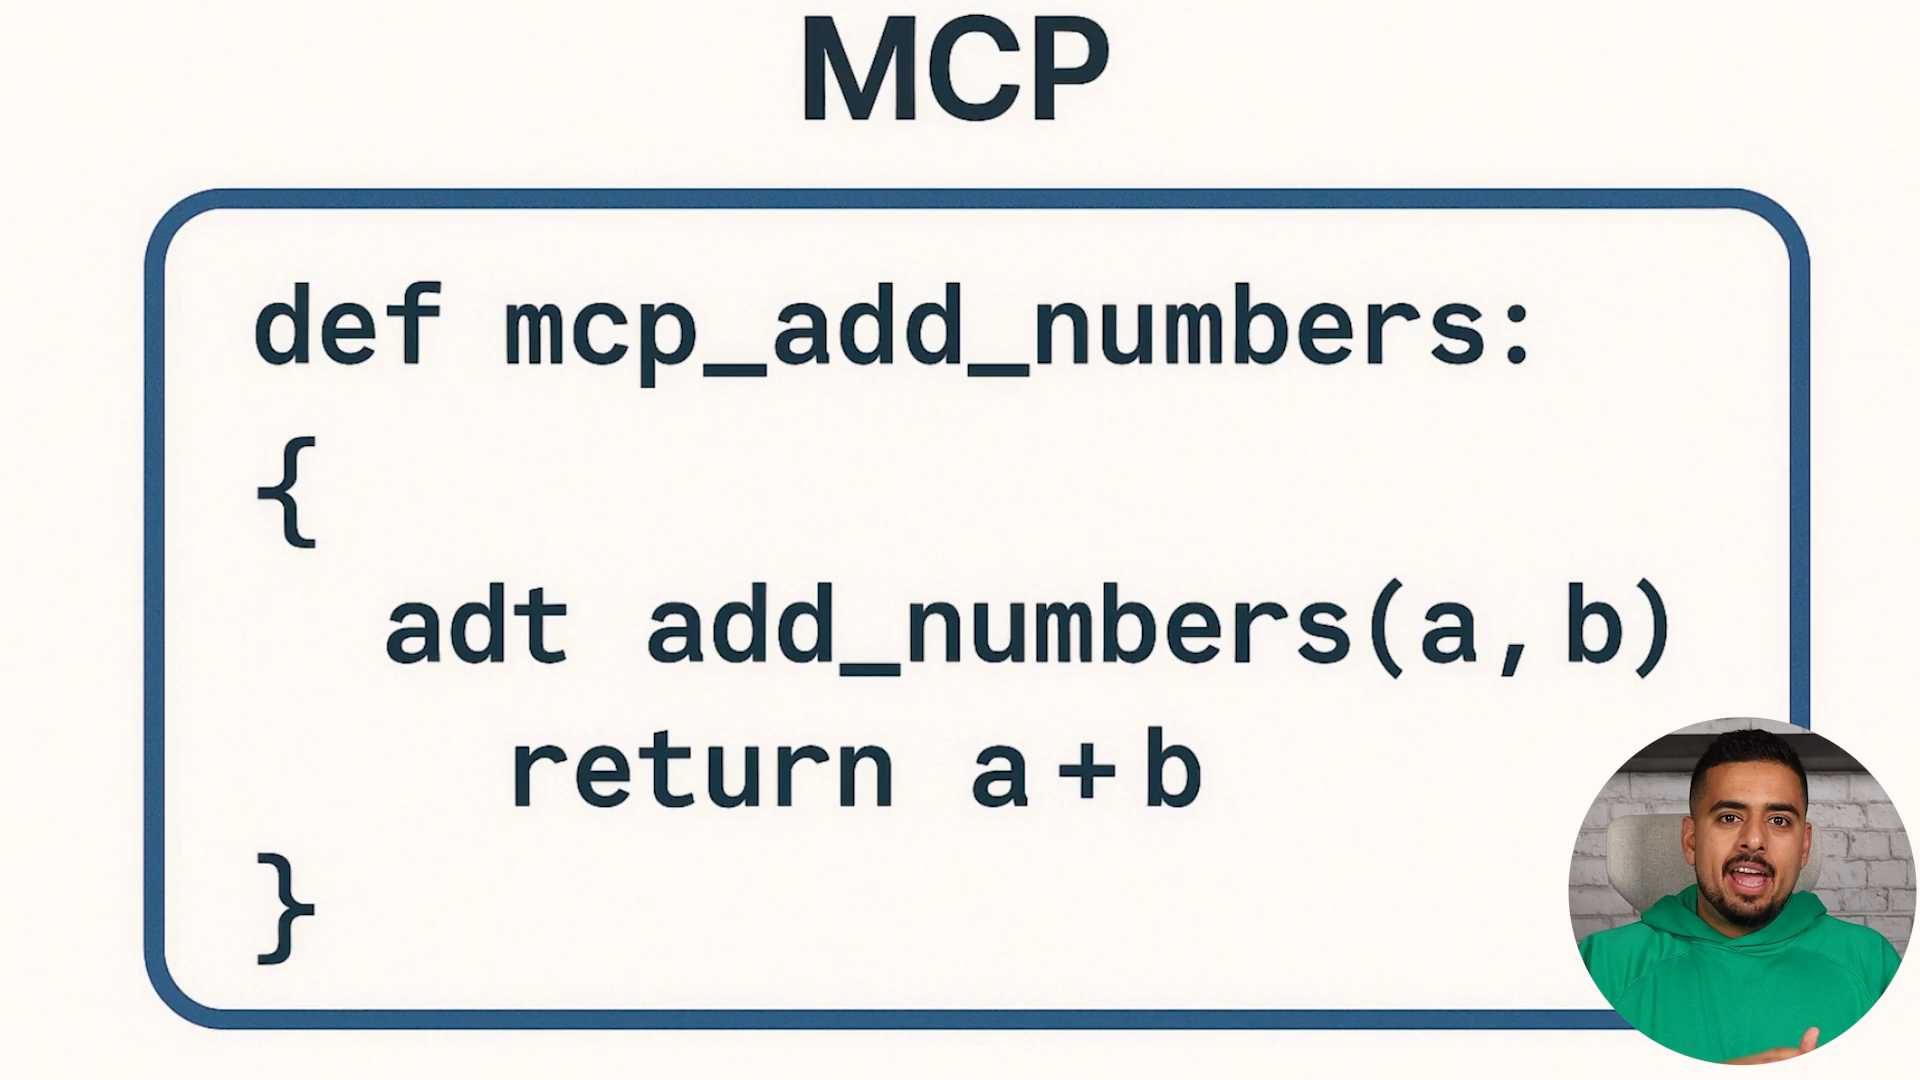 MCP
def mcp_add_numbers:
{
adt add_numbers(a, b)
return a + b
}